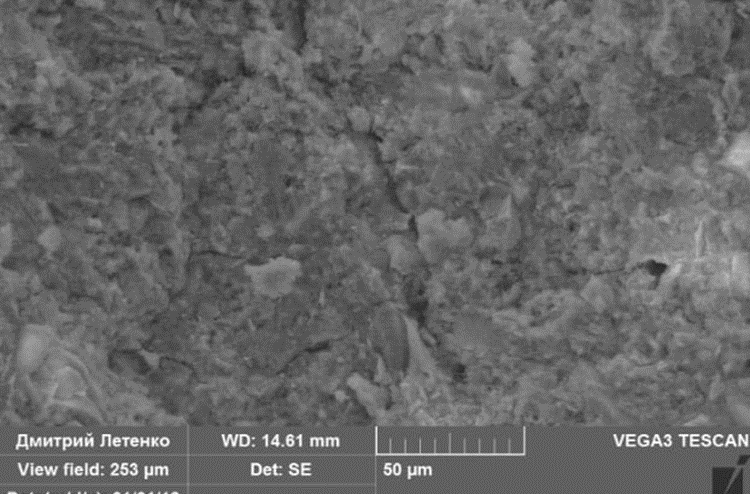 Дмитрий Летенко WD: 14.61 mm VEGA3 TESCAN
View field: 253 µm Det: SE 50 µm